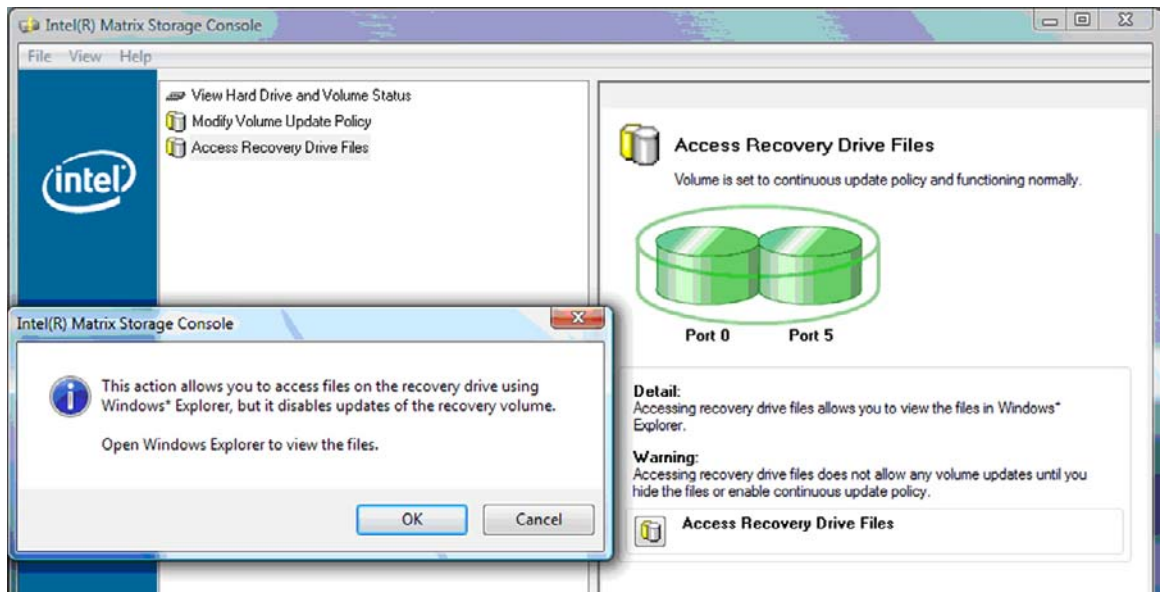 Intel(R) Matrix Storage Console
File View Help
View Hard Drive and Volume Status
Modify Volume Update Policy
Access Recovery Drive Files
intel
Access Recovery Drive Files
Volume is set to continuous update policy and functioning normally.
Port 0 Port 5
Detail:
Accessing recovery drive files allows you to view the files in Windows*
Explorer.
Warning:
Accessing recovery drive files does not allow any volume updates until you
hide the files or enable continuous update policy.
Access Recovery Drive Files
Intel(R) Matrix Storage Console
This action allows you to access files on the recovery drive using
Windows* Explorer, but it disables updates of the recovery volume.
Open Windows Explorer to view the files.
OK Cancel